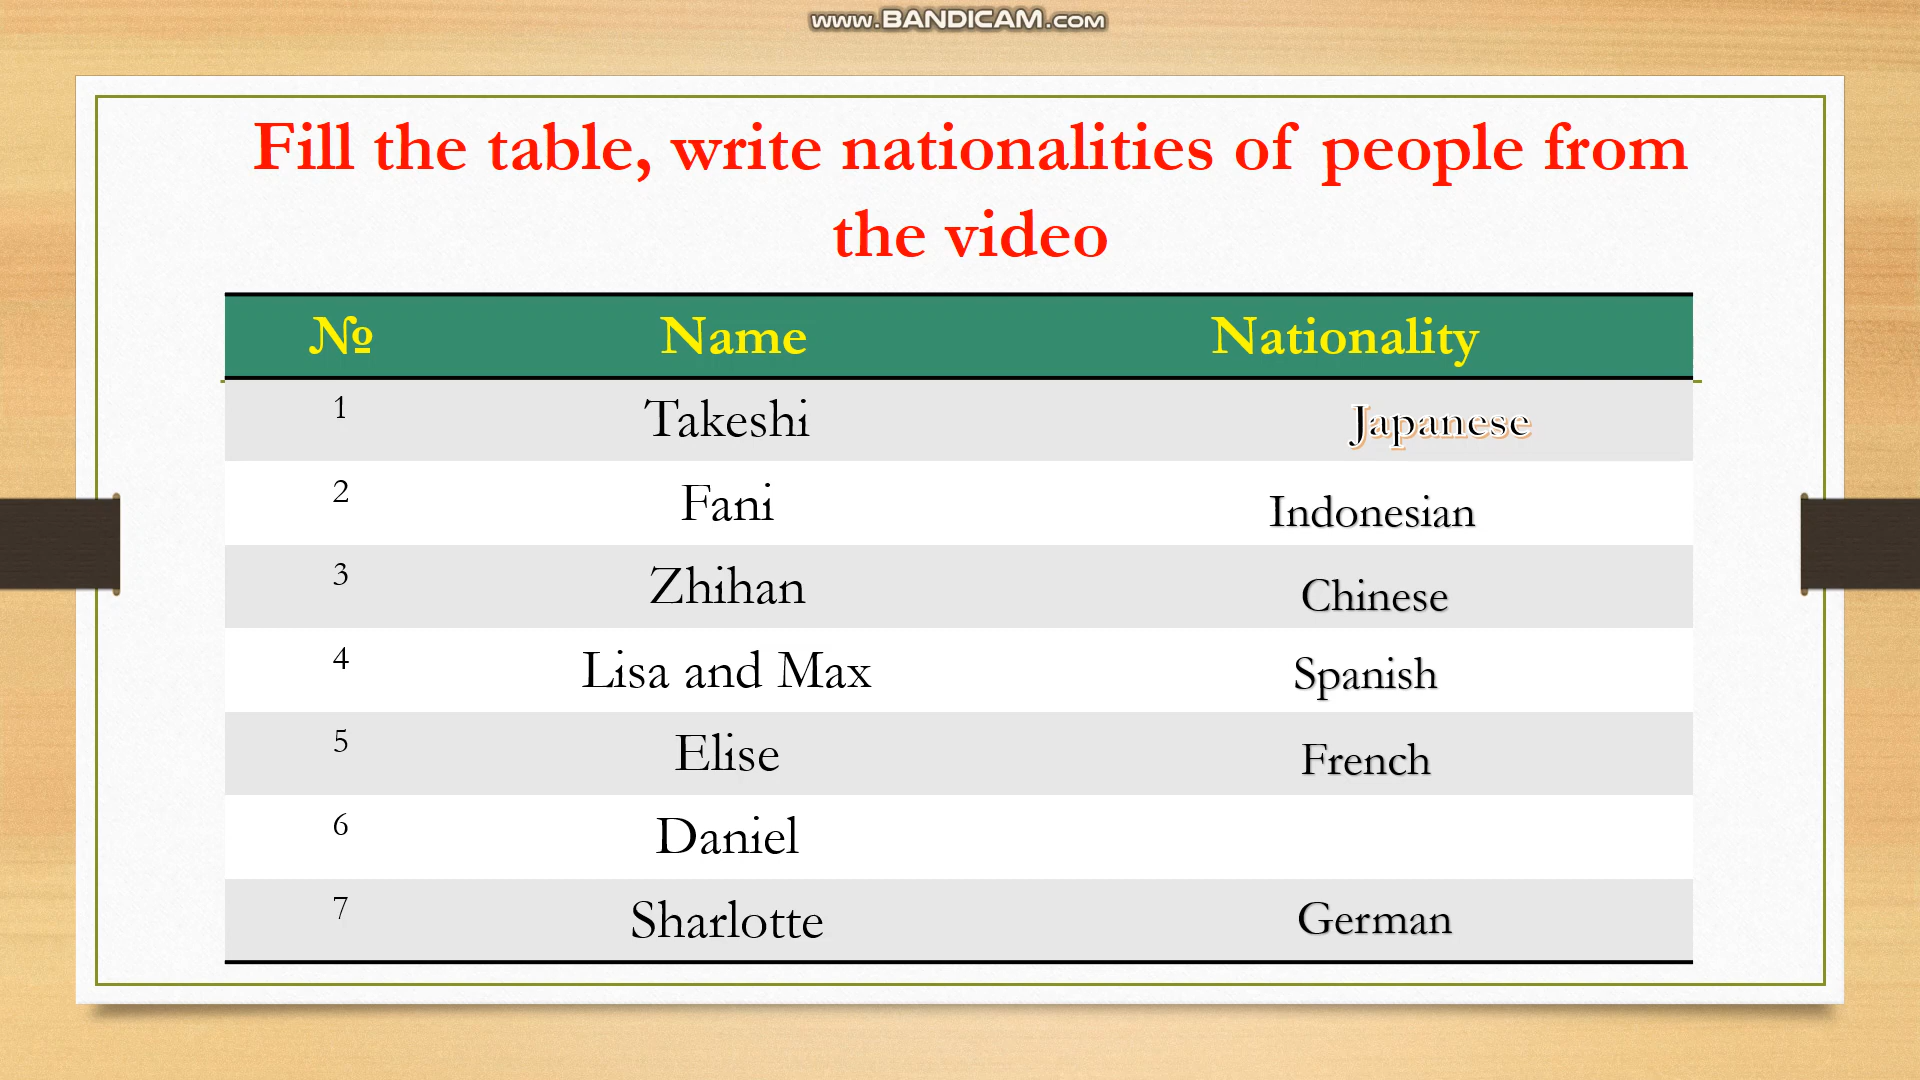 www.BANDICAM.com
Fill the table, write nationalities of people from
the video
№ Name Nationality
1 Takeshi Japanese
2 Fani Indonesian
3 Zhihan Chinese
4 Lisa and Max Spanish
5 Elise French
6 Daniel
7 Sharlotte German